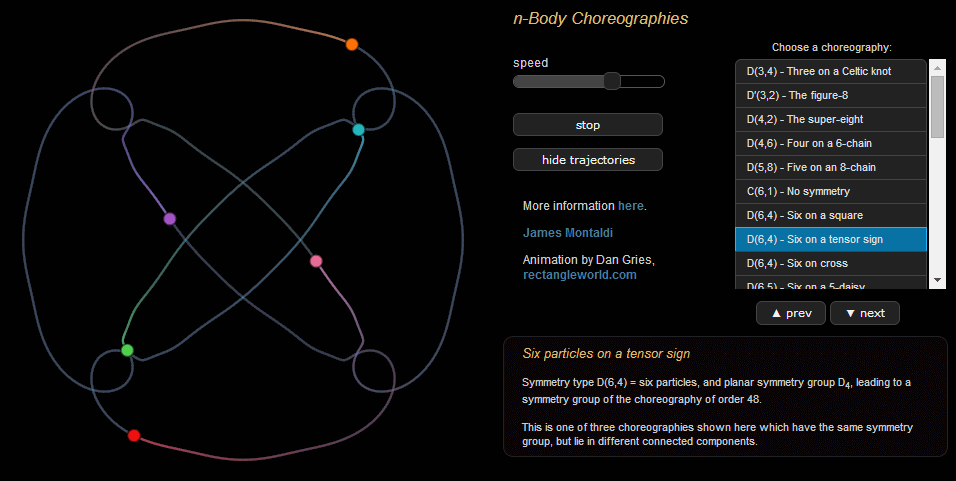 n-Body Choreographies
speed
stop
hide trajectories
More information here.
James Montaldi
Animation by Dan Gries,
rectangleworld.com
Choose a choreography:
D(3,4) - Three on a Celtic knot
D'(3,2) - The figure-8
D(4,2) - The super-eight
D(4,6) - Four on a 6-chain
D(5,8) - Five on an 8-chain
C(6,1) - No symmetry
D(6,4) - Six on a square
D(6,4) - Six on a tensor sign
D(6,4) - Six on cross
D(6,5) - Six on a 5-daisy
▲ prev ▼ next
Six particles on a tensor sign
Symmetry type D(6,4) = six particles, and planar symmetry group D4, leading to a
symmetry group of the choreography of order 48.
This is one of three choreographies shown here which have the same symmetry
group, but lie in different connected components.